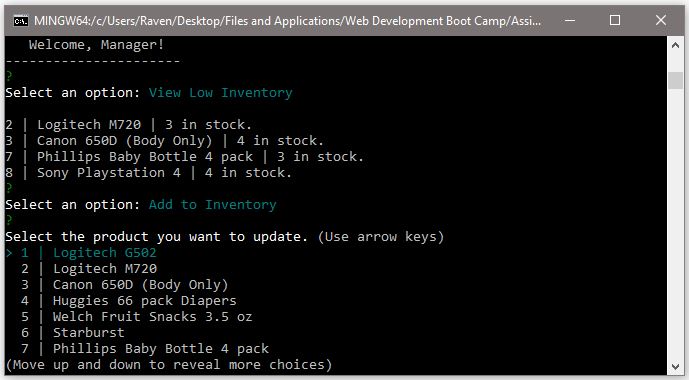 MINGW64:/c/Users/Raven/Desktop/Files and Applications/Web Development Boot Camp/Assi...
Welcome, Manager!
----------------------
?
Select an option: View Low Inventory
2 | Logitech M720 | 3 in stock.
3 | Canon 650D (Body Only) | 4 in stock.
7 | Phillips Baby Bottle 4 pack | 3 in stock.
8 | Sony Playstation 4 | 4 in stock.
?
Select an option: Add to Inventory
?
Select the product you want to update. (Use arrow keys)
> 1 | Logitech G502
2 | Logitech M720
3 | Canon 650D (Body Only)
4 | Huggies 66 pack Diapers
5 | Welch Fruit Snacks 3.5 oz
6 | Starburst
7 | Phillips Baby Bottle 4 pack
(Move up and down to reveal more choices)